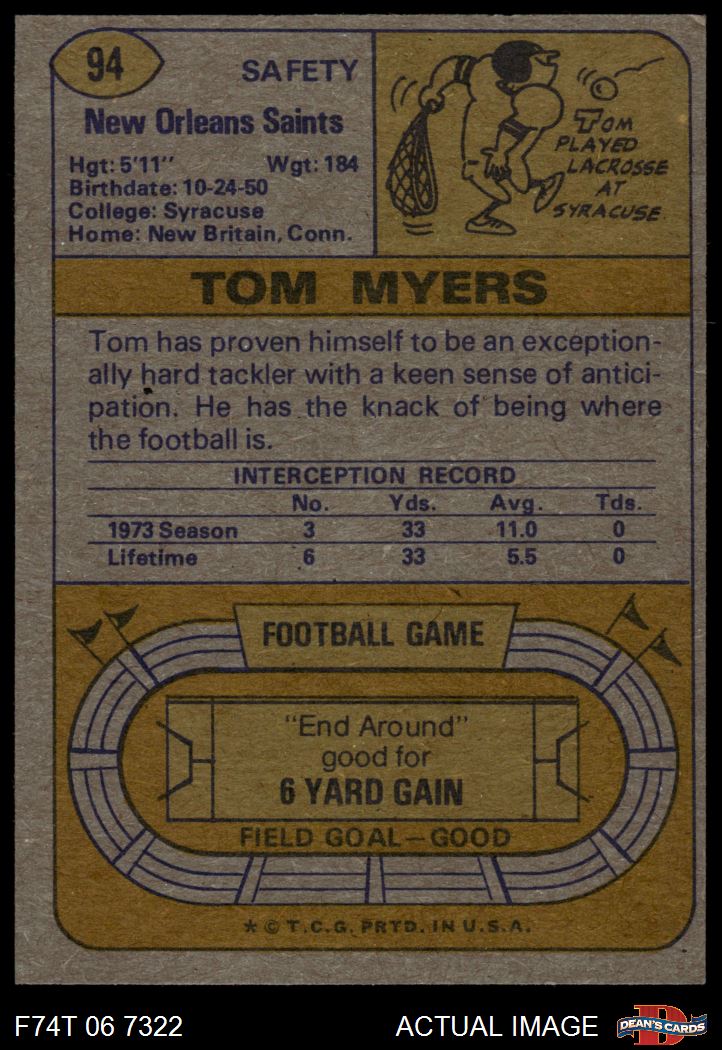 94
SAFETY
New Orleans Saints
Hgt: 5'11" Wgt: 184
Birthdate: 10-24-50
College: Syracuse
Home: New Britain, Conn.
TOM
PLAYED
LACROSSE
AT
SYRACUSE.
TOM MYERS
Tom has proven himself to be an exception-
ally hard tackler with a keen sense of antici-
pation. He has the knack of being where
the football is.
INTERCEPTION RECORD
No. Yds. Avg. Tds.
1973 Season 3 33 11.0 0
Lifetime 6 33 5.5 0
FOOTBALL GAME
"End Around"
good for
6 YARD GAIN
FIELD GOAL—GOOD
* © T.C.G. PRTD. IN U.S.A.
F74T 06 7322
ACTUAL IMAGE
D
DEAN'S CARDS